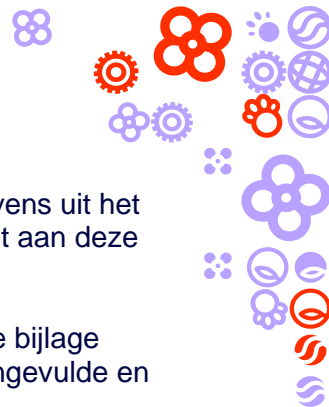 vens uit het
t aan deze
e bijlage
ngevulde en